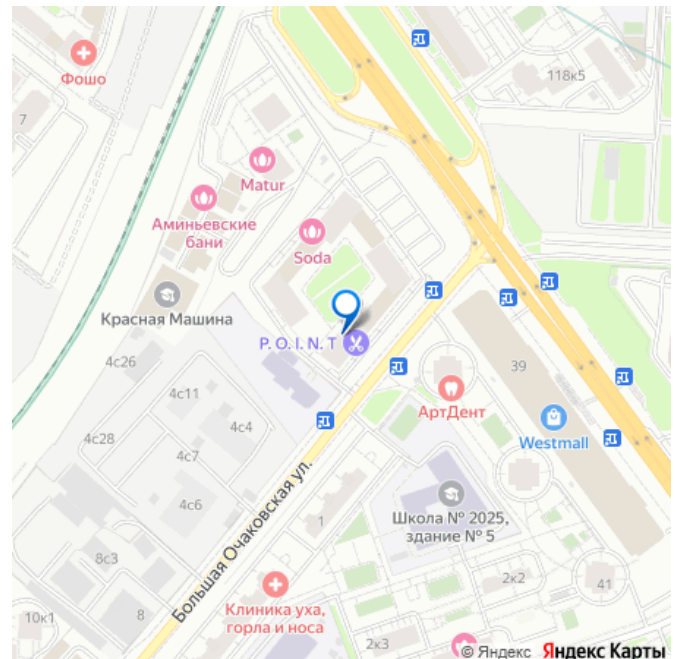 Фошо
7
118к5
Matur
Аминьевские
бани
Soda
Красная Машина
P.O.I.N.T
4с26
4с11
4с4
4с28
4с7
4с6
39
АртДент
Westmall
Большая Очаковская ул.
Школа № 2025,
здание № 5
1
8с3
2к2
41
Клиника уха,
горла и носа
10к1
8
2к3
© Яндекс Яндекс Карты